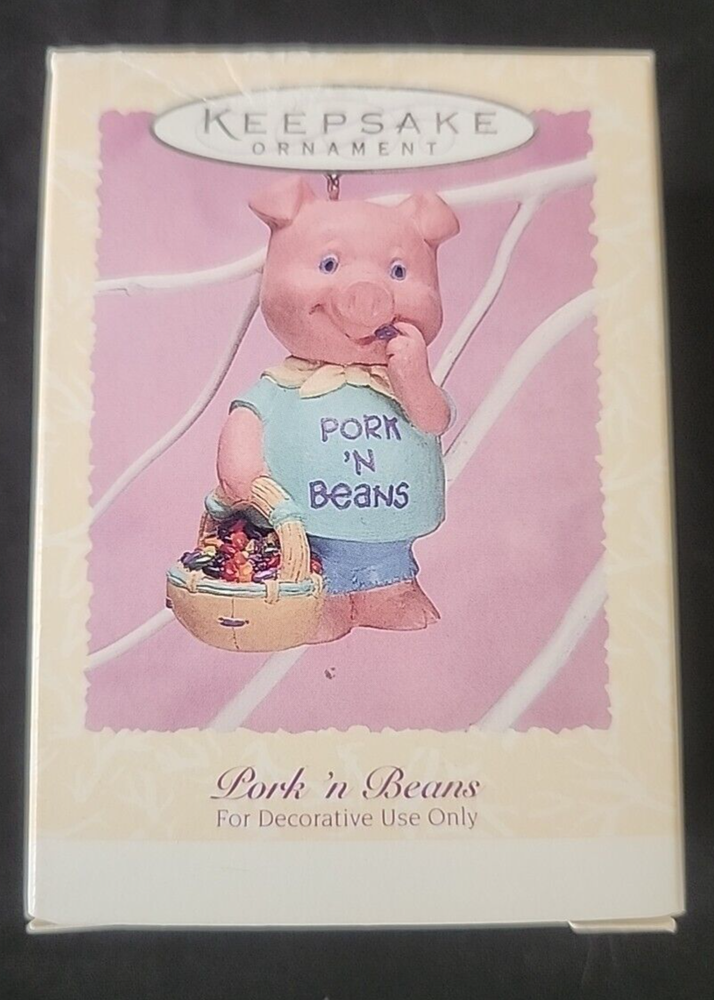 KEEPSAKE
ORNAMENT
PORK
'N
BEANS
Pork 'n Beans
For Decorative Use Only